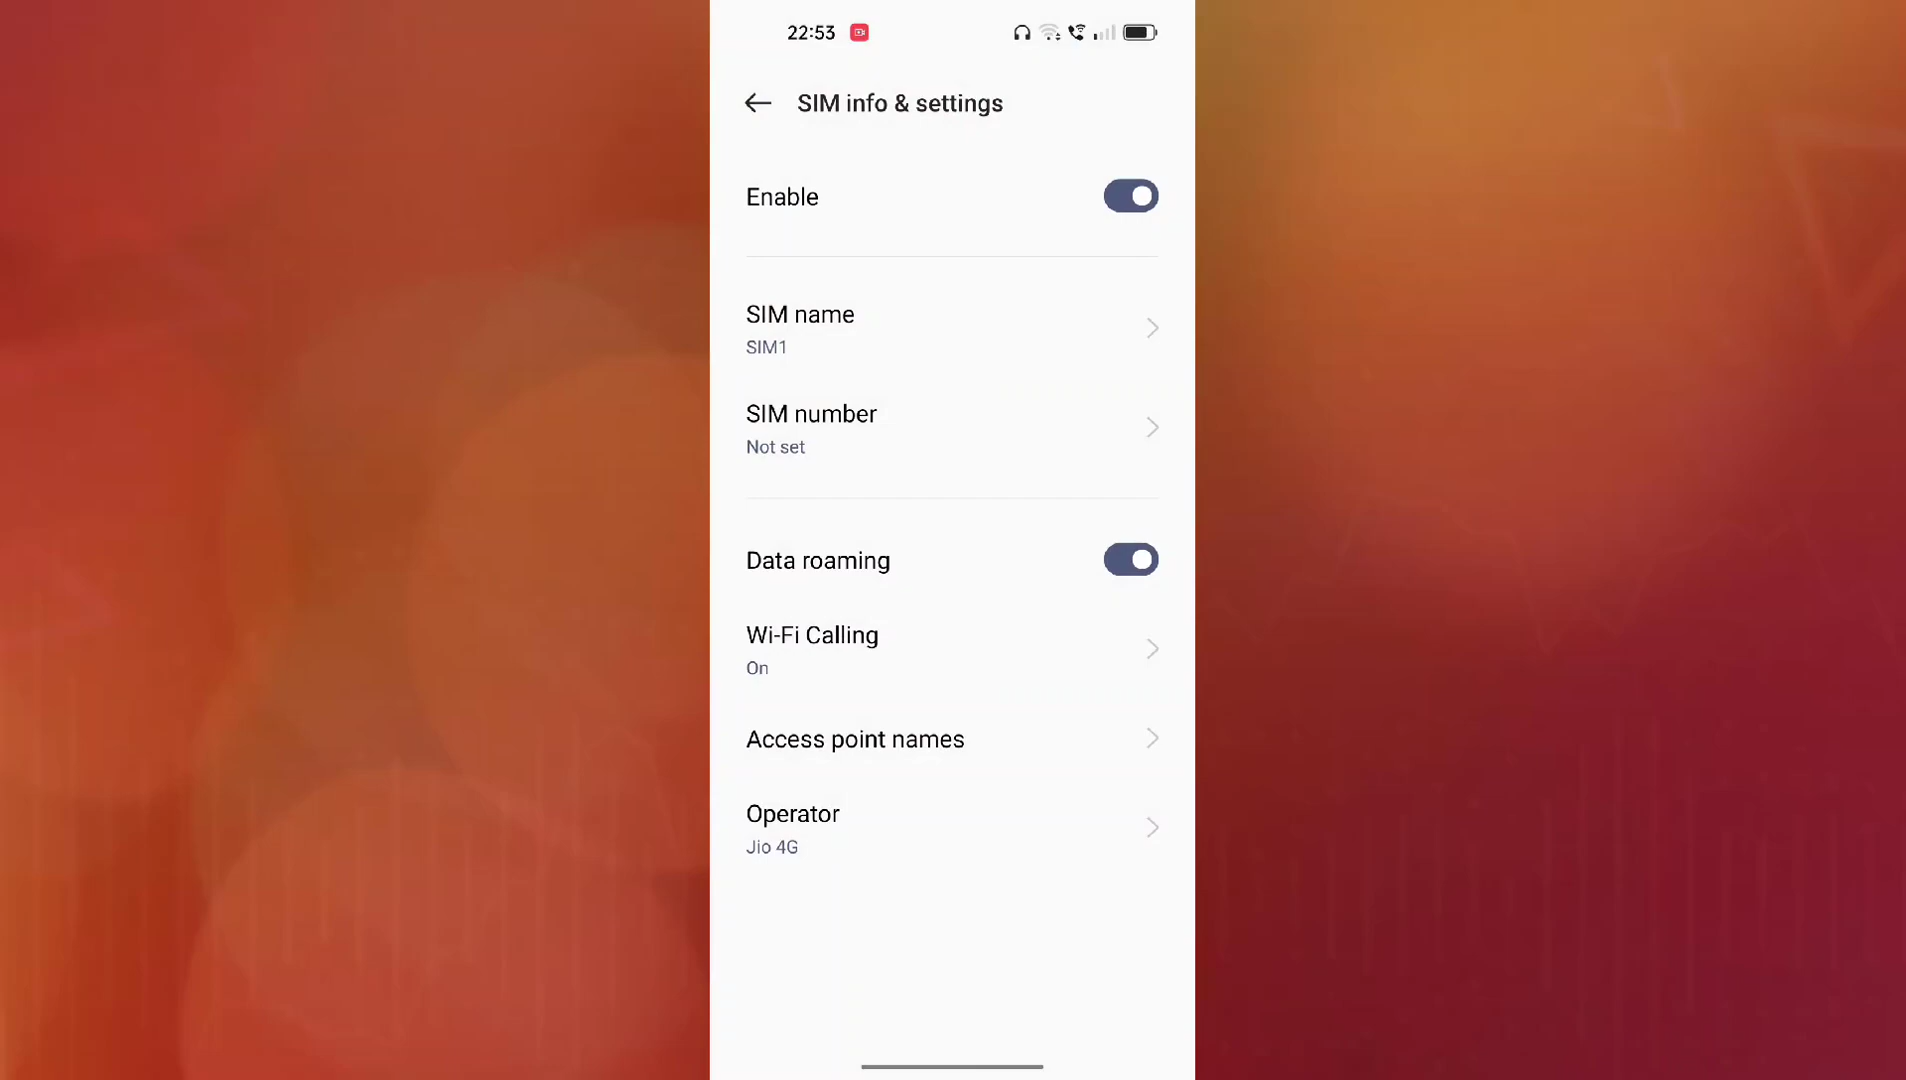 22:53
SIM info & settings
Enable
SIM name
SIM1
SIM number
Not set
Data roaming
Wi-Fi Calling
On
Access point names
Operator
Jio 4G